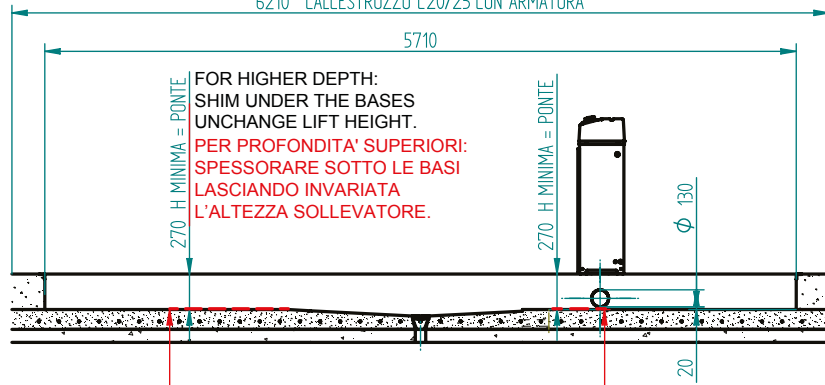 6210 CALCESTRUZZO C20/25 CON ARMATURA
5710
270 H MINIMA = PONTE
FOR HIGHER DEPTH:
SHIM UNDER THE BASES
UNCHANGE LIFT HEIGHT.
PER PROFONDITA' SUPERIORI:
SPESSORARE SOTTO LE BASI
LASCIANDO INVARIATA
L'ALTEZZA SOLLEVATORE.
270 H MINIMA = PONTE
ϕ 130
20